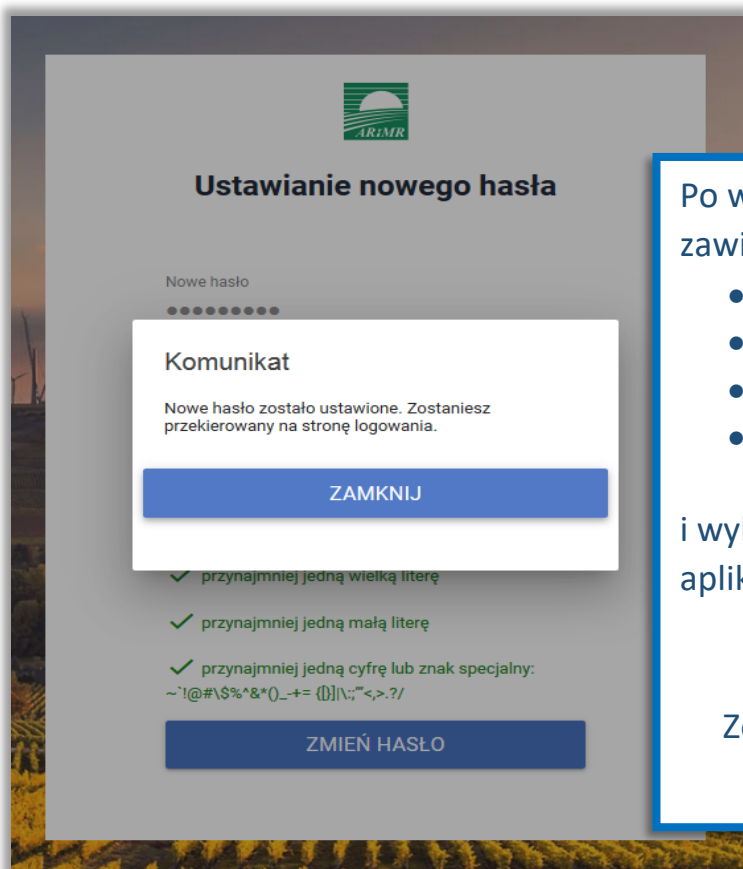 ARiMR
Ustawianie nowego hasła
Nowe hasło
Komunikat
Nowe hasło zostało ustawione. Zostaniesz
przekierowany na stronę logowania.
ZAMKNIJ
przynajmniej jedną wielką literę
przynajmniej jedną małą literę
przynajmniej jedną cyfrę lub znak specjalny:
~`!@#\$%^&*()_-+= {[}]|\:;"'<,>.?/
ZMIEŃ HASŁO
Po
i